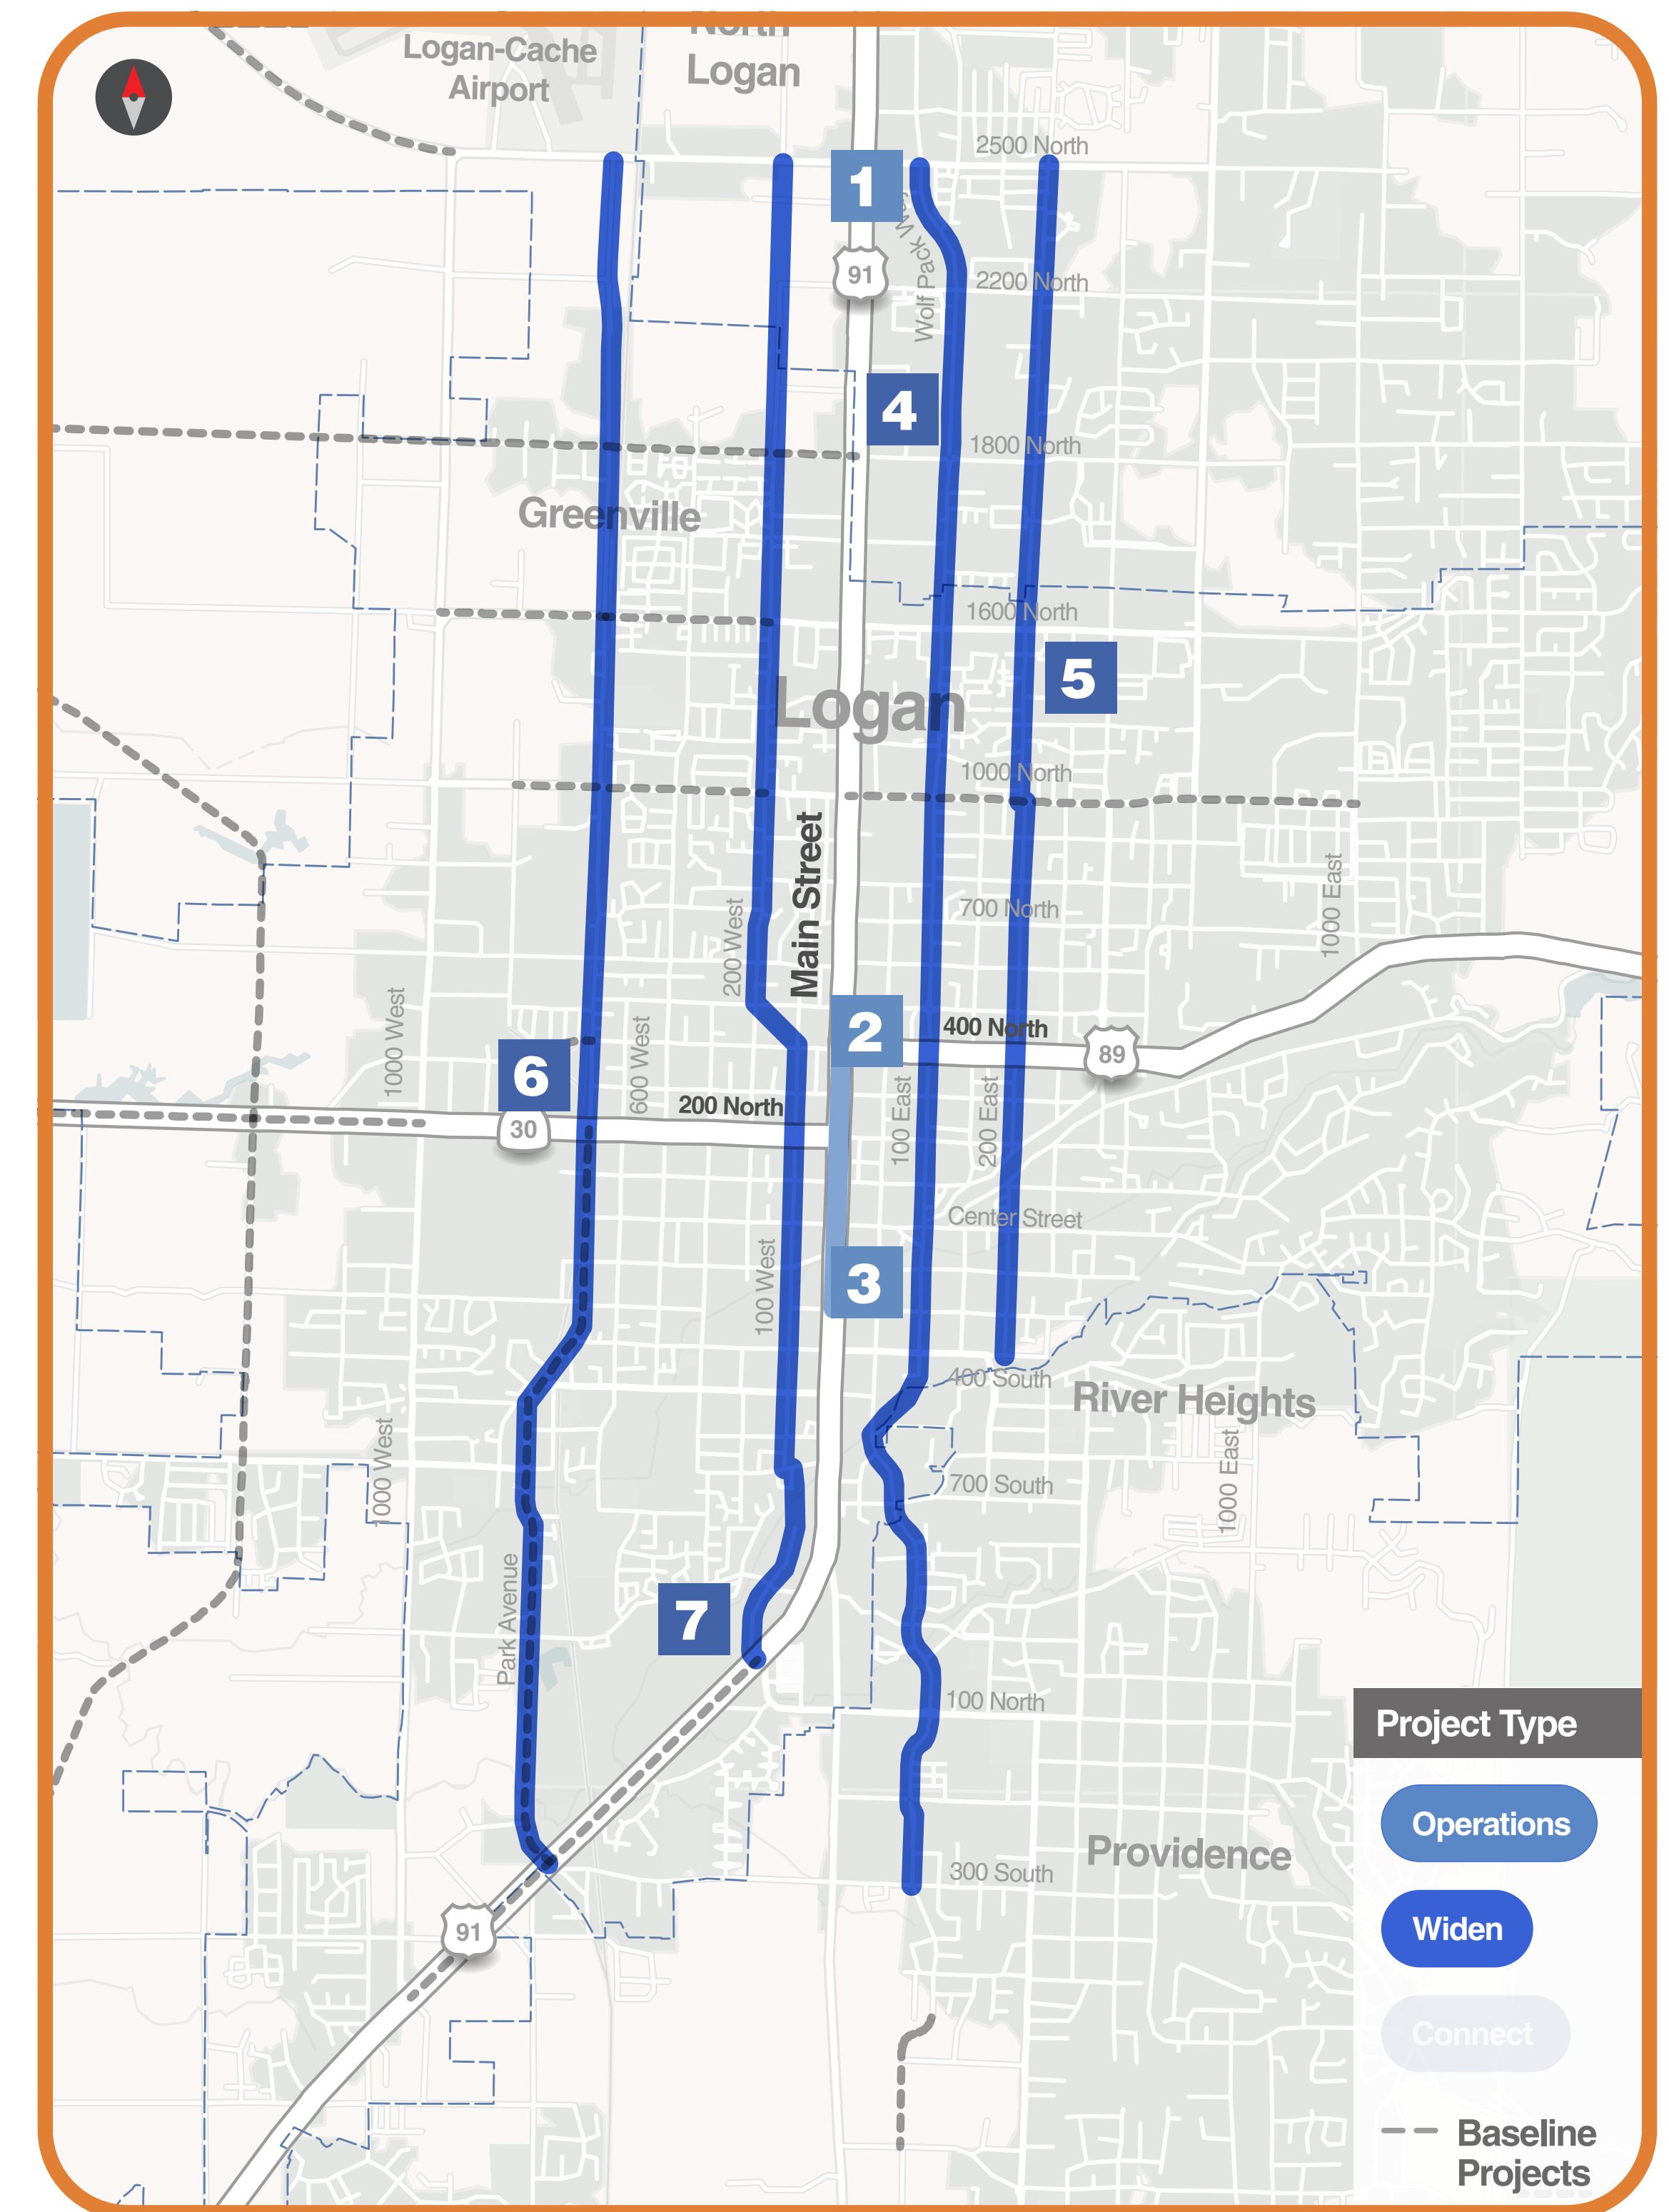 Logan-Cache
Airport
North
Logan
2500 North
1
Wolf Pack Way
91
2200 North
4
1800 North
Greenville
1600 North
5
Logan
1000 North
Main Street
700 North
200 West
1000 East
1000 West
600 West
2
400 North
89
6
200 North
30
100 East
200 East
Center Street
100 West
3
400 South
River Heights
1000 West
1000 East
700 South
Park Avenue
7
100 North
Providence
300 South
91
Project Type
Operations
Widen
Connect
Baseline
Projects